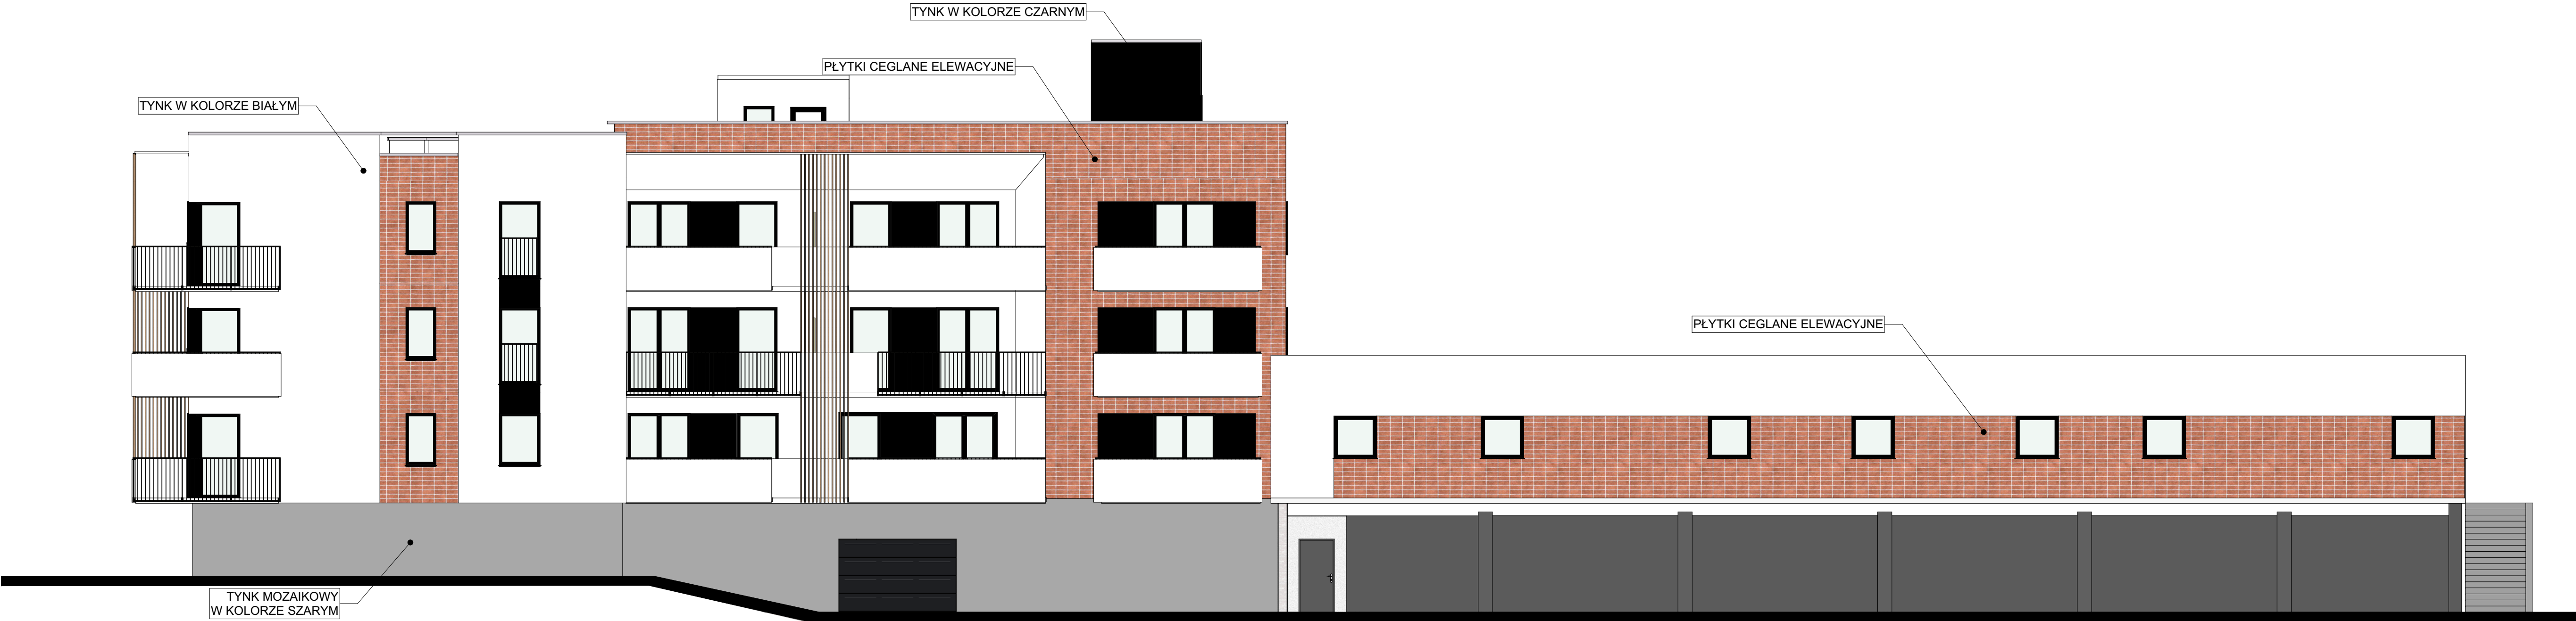 TYNK W KOLORZE CZARNYM
PŁYTKI CEGLANE ELEWACYJNE
TYNK W KOLORZE BIAŁYM
PŁYTKI CEGLANE ELEWACYJNE
TYNK MOZAIKOWY
W KOLORZE SZARYM